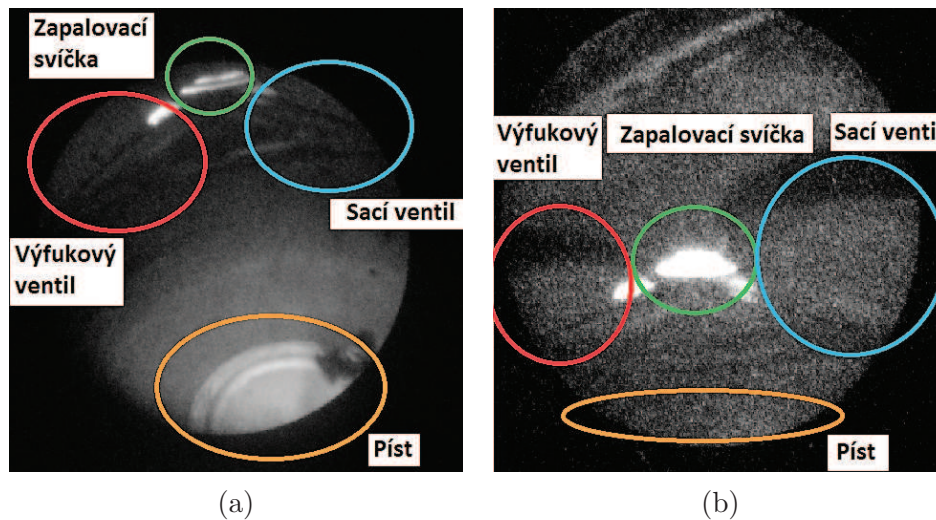 Zapalovací
svíčka
Sací ventil
Výfukový
ventil
Píst
(a)
Výfukový
ventil
Zapalovací svíčka
Sací venti
Píst
(b)